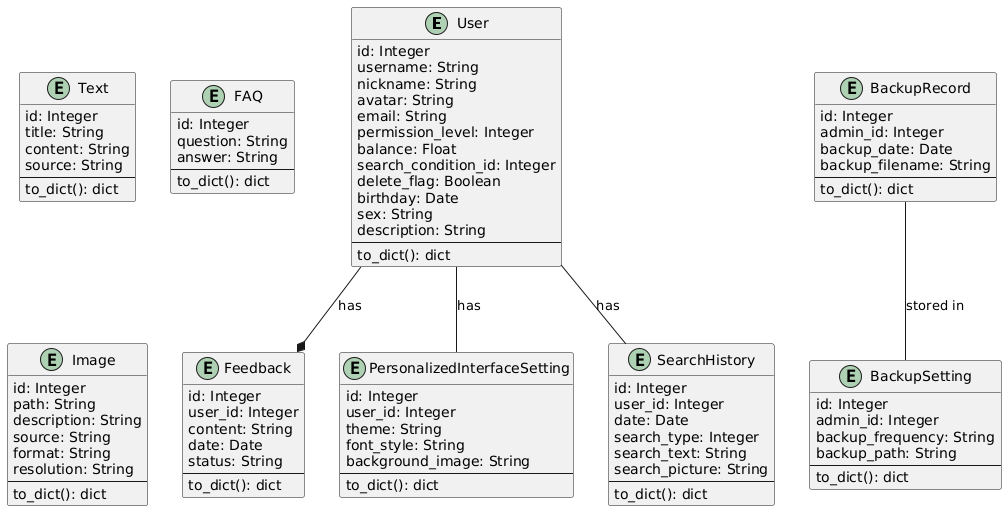 E User
id: Integer
username: String
nickname: String
avatar: String
email: String
permission_level: Integer
balance: Float
search_condition_id: Integer
delete_flag: Boolean
birthday: Date
sex: String
description: String
to_dict(): dict
E Text
id: Integer
title: String
content: String
source: String
to_dict(): dict
E FAQ
id: Integer
question: String
answer: String
to_dict(): dict
E BackupRecord
id: Integer
admin_id: Integer
backup_date: Date
backup_filename: String
to_dict(): dict
has
has
has
stored in
E Image
id: Integer
path: String
description: String
source: String
format: String
resolution: String
to_dict(): dict
E Feedback
id: Integer
user_id: Integer
content: String
date: Date
status: String
to_dict(): dict
E PersonalizedInterfaceSetting
id: Integer
user_id: Integer
theme: String
font_style: String
background_image: String
to_dict(): dict
E SearchHistory
id: Integer
user_id: Integer
date: Date
search_type: Integer
search_text: String
search_picture: String
to_dict(): dict
E BackupSetting
id: Integer
admin_id: Integer
backup_frequency: String
backup_path: String
to_dict(): dict